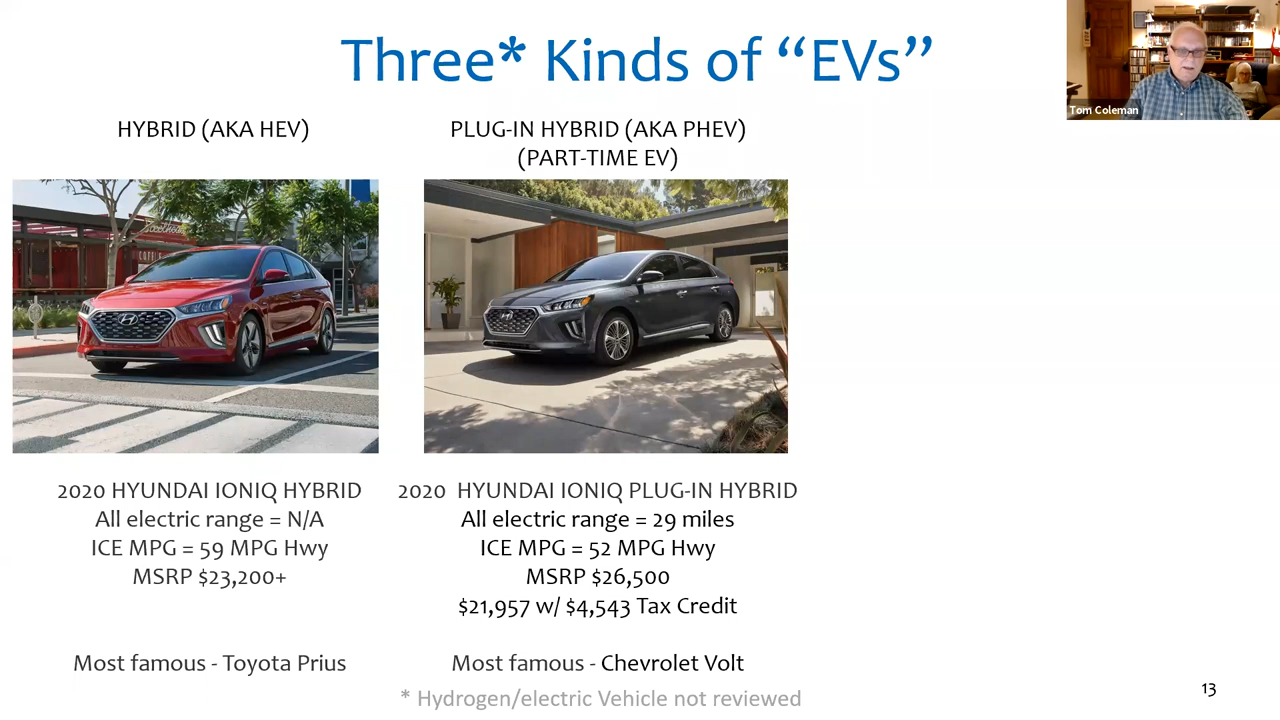 Three* Kinds of “EVs”
Tom Coleman
HYBRID (AKA HEV)
PLUG-IN HYBRID (AKA PHEV)
(PART-TIME EV)
2020 HYUNDAI IONIQ HYBRID
All electric range = N/A
ICE MPG = 59 MPG Hwy
MSRP $23,200+
Most famous - Toyota Prius
2020 HYUNDAI IONIQ PLUG-IN HYBRID
All electric range = 29 miles
ICE MPG = 52 MPG Hwy
MSRP $26,500
$21,957 w/ $4,543 Tax Credit
Most famous - Chevrolet Volt
* Hydrogen/electric Vehicle not reviewed
13